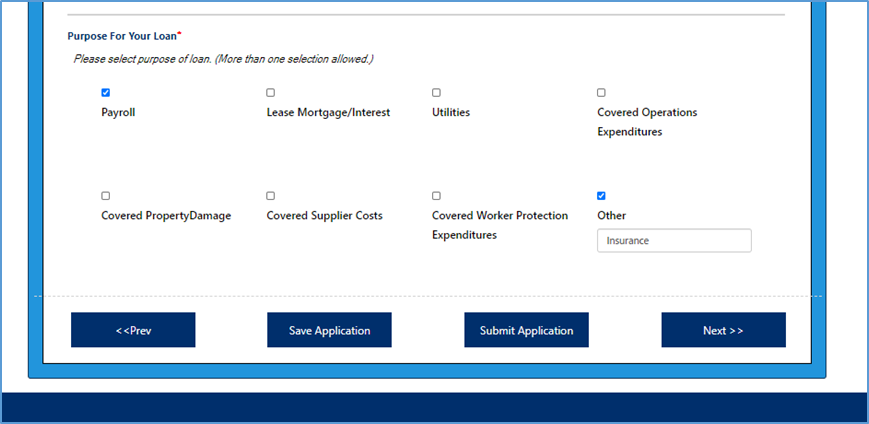 Purpose For Your Loan*
Please select purpose of loan. (More than one selection allowed.)
Payroll
Lease Mortgage/Interest
Utilities
Covered Operations
Expenditures
Covered PropertyDamage
Covered Supplier Costs
Covered Worker Protection
Expenditures
Other
Insurance
<<Prev
Save Application
Submit Application
Next >>